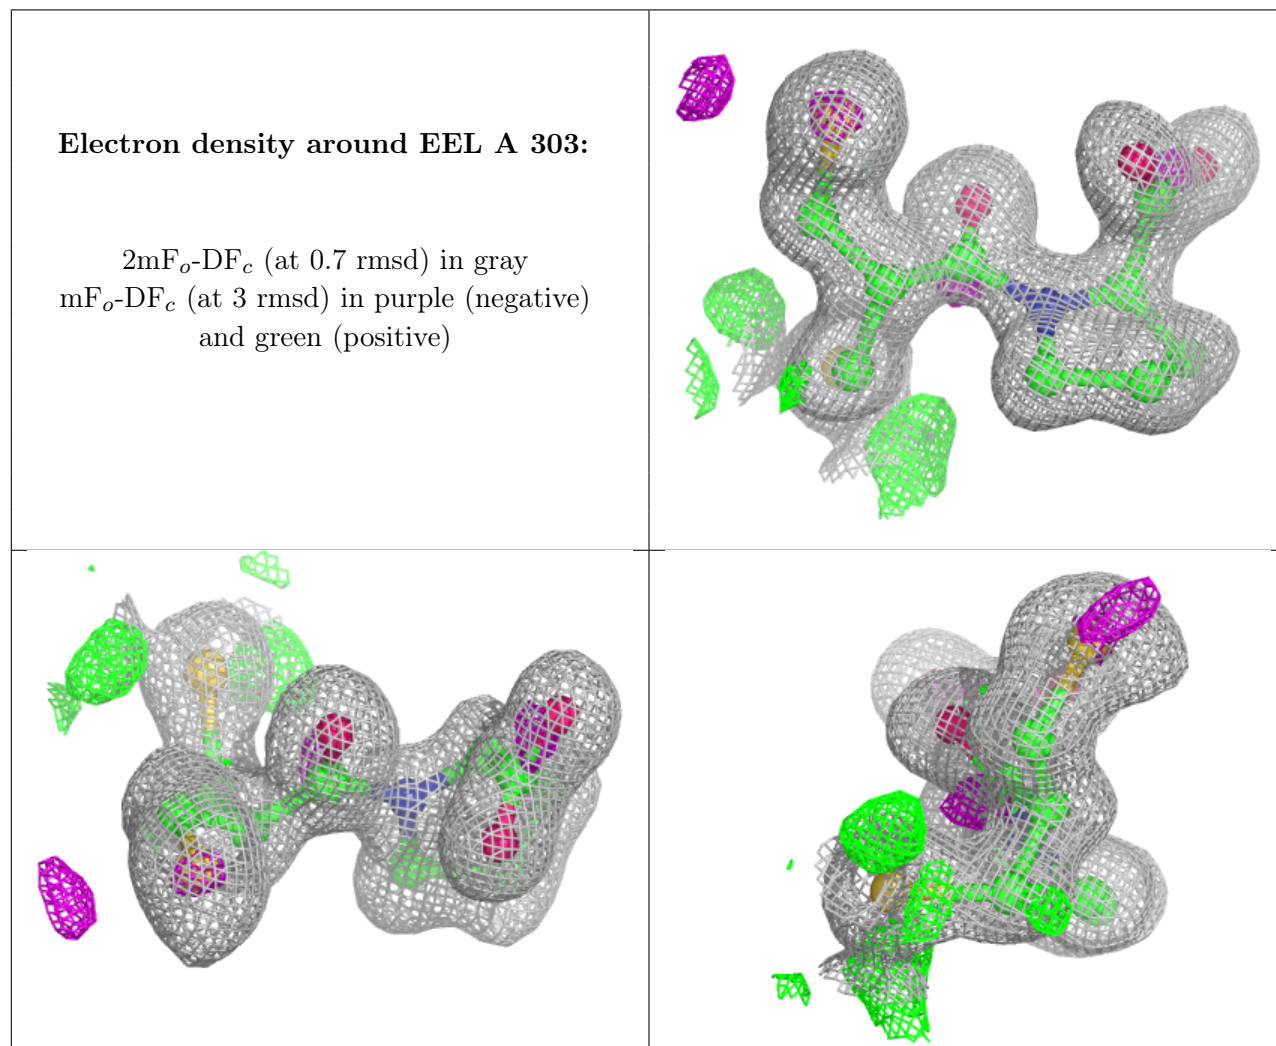 Electron density around EEL A 303:
2mFo-DFc (at 0.7 rmsd) in gray
mFo-DFc (at 3 rmsd) in purple (negative)
and green (positive)